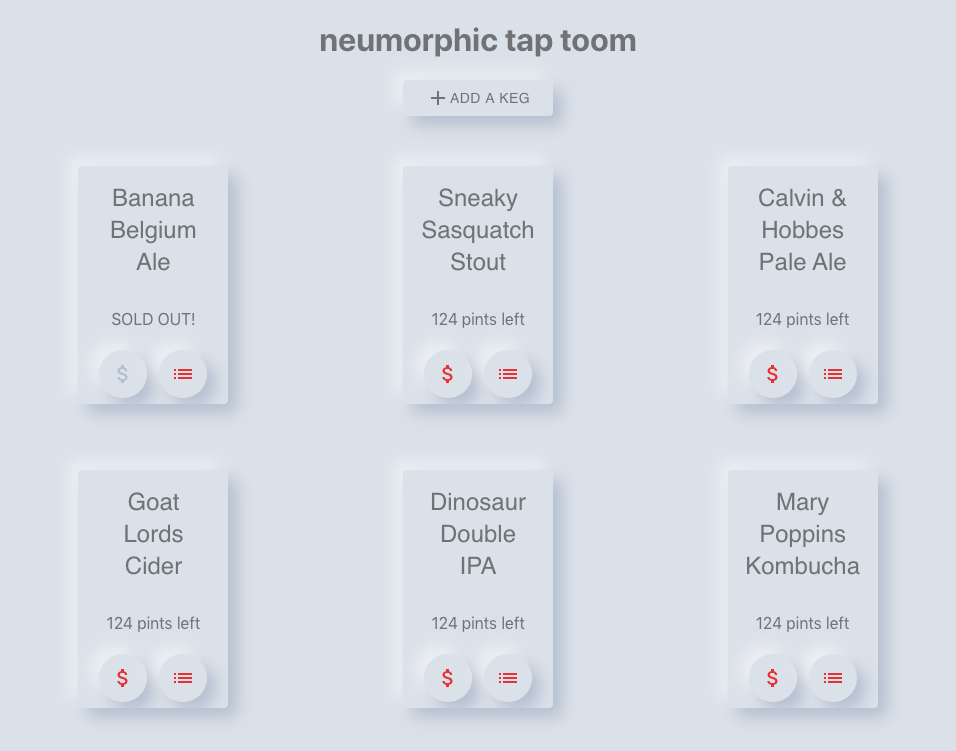 neumorphic tap toom
ADD A KEG
Banana
Belgium
Ale
SOLD OUT!
$
Sneaky
Sasquatch
Stout
124 pints left
$
Calvin &
Hobbes
Pale Ale
124 pints left
$
Goat
Lords
Cider
124 pints left
$
Dinosaur
Double
IPA
124 pints left
$
Mary
Poppins
Kombucha
124 pints left
$